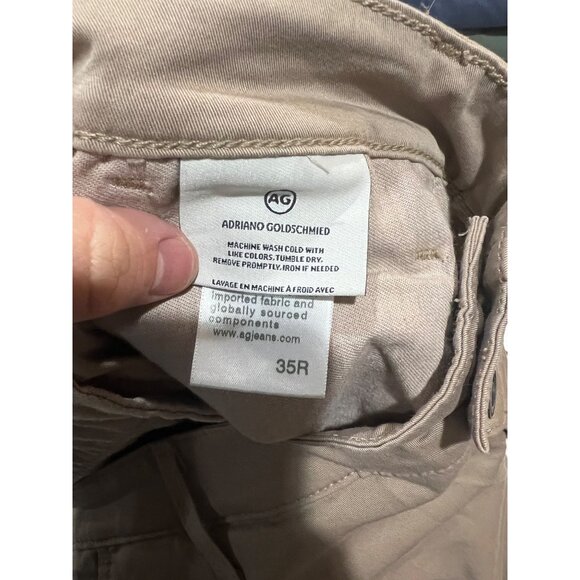 AG
ADRIANO GOLDSCHMIED
MACHINE WASH COLD WITH
LIKE COLORS. TUMBLE DRY.
REMOVE PROMPTLY. IRON IF NEEDED
LAVAGE EN MACHINE À FROID AVEC
Imported fabric and
globally sourced
components
www.agjeans.com
35R